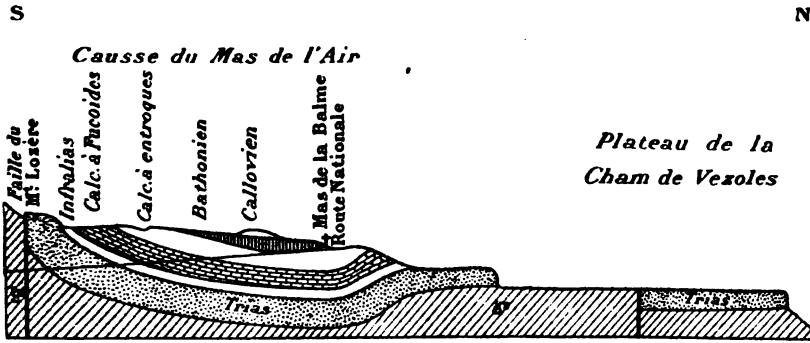 S
N
Causse du Mas de l'Air
Faille du
Mt Lozère
Infralias
Calc. à Fucoides
Calc. à entroques
Bathonien
Callovien
Mas de la Balme
Route Nationale
Plateau de la
Cham de Vezoles
Trias
Trias